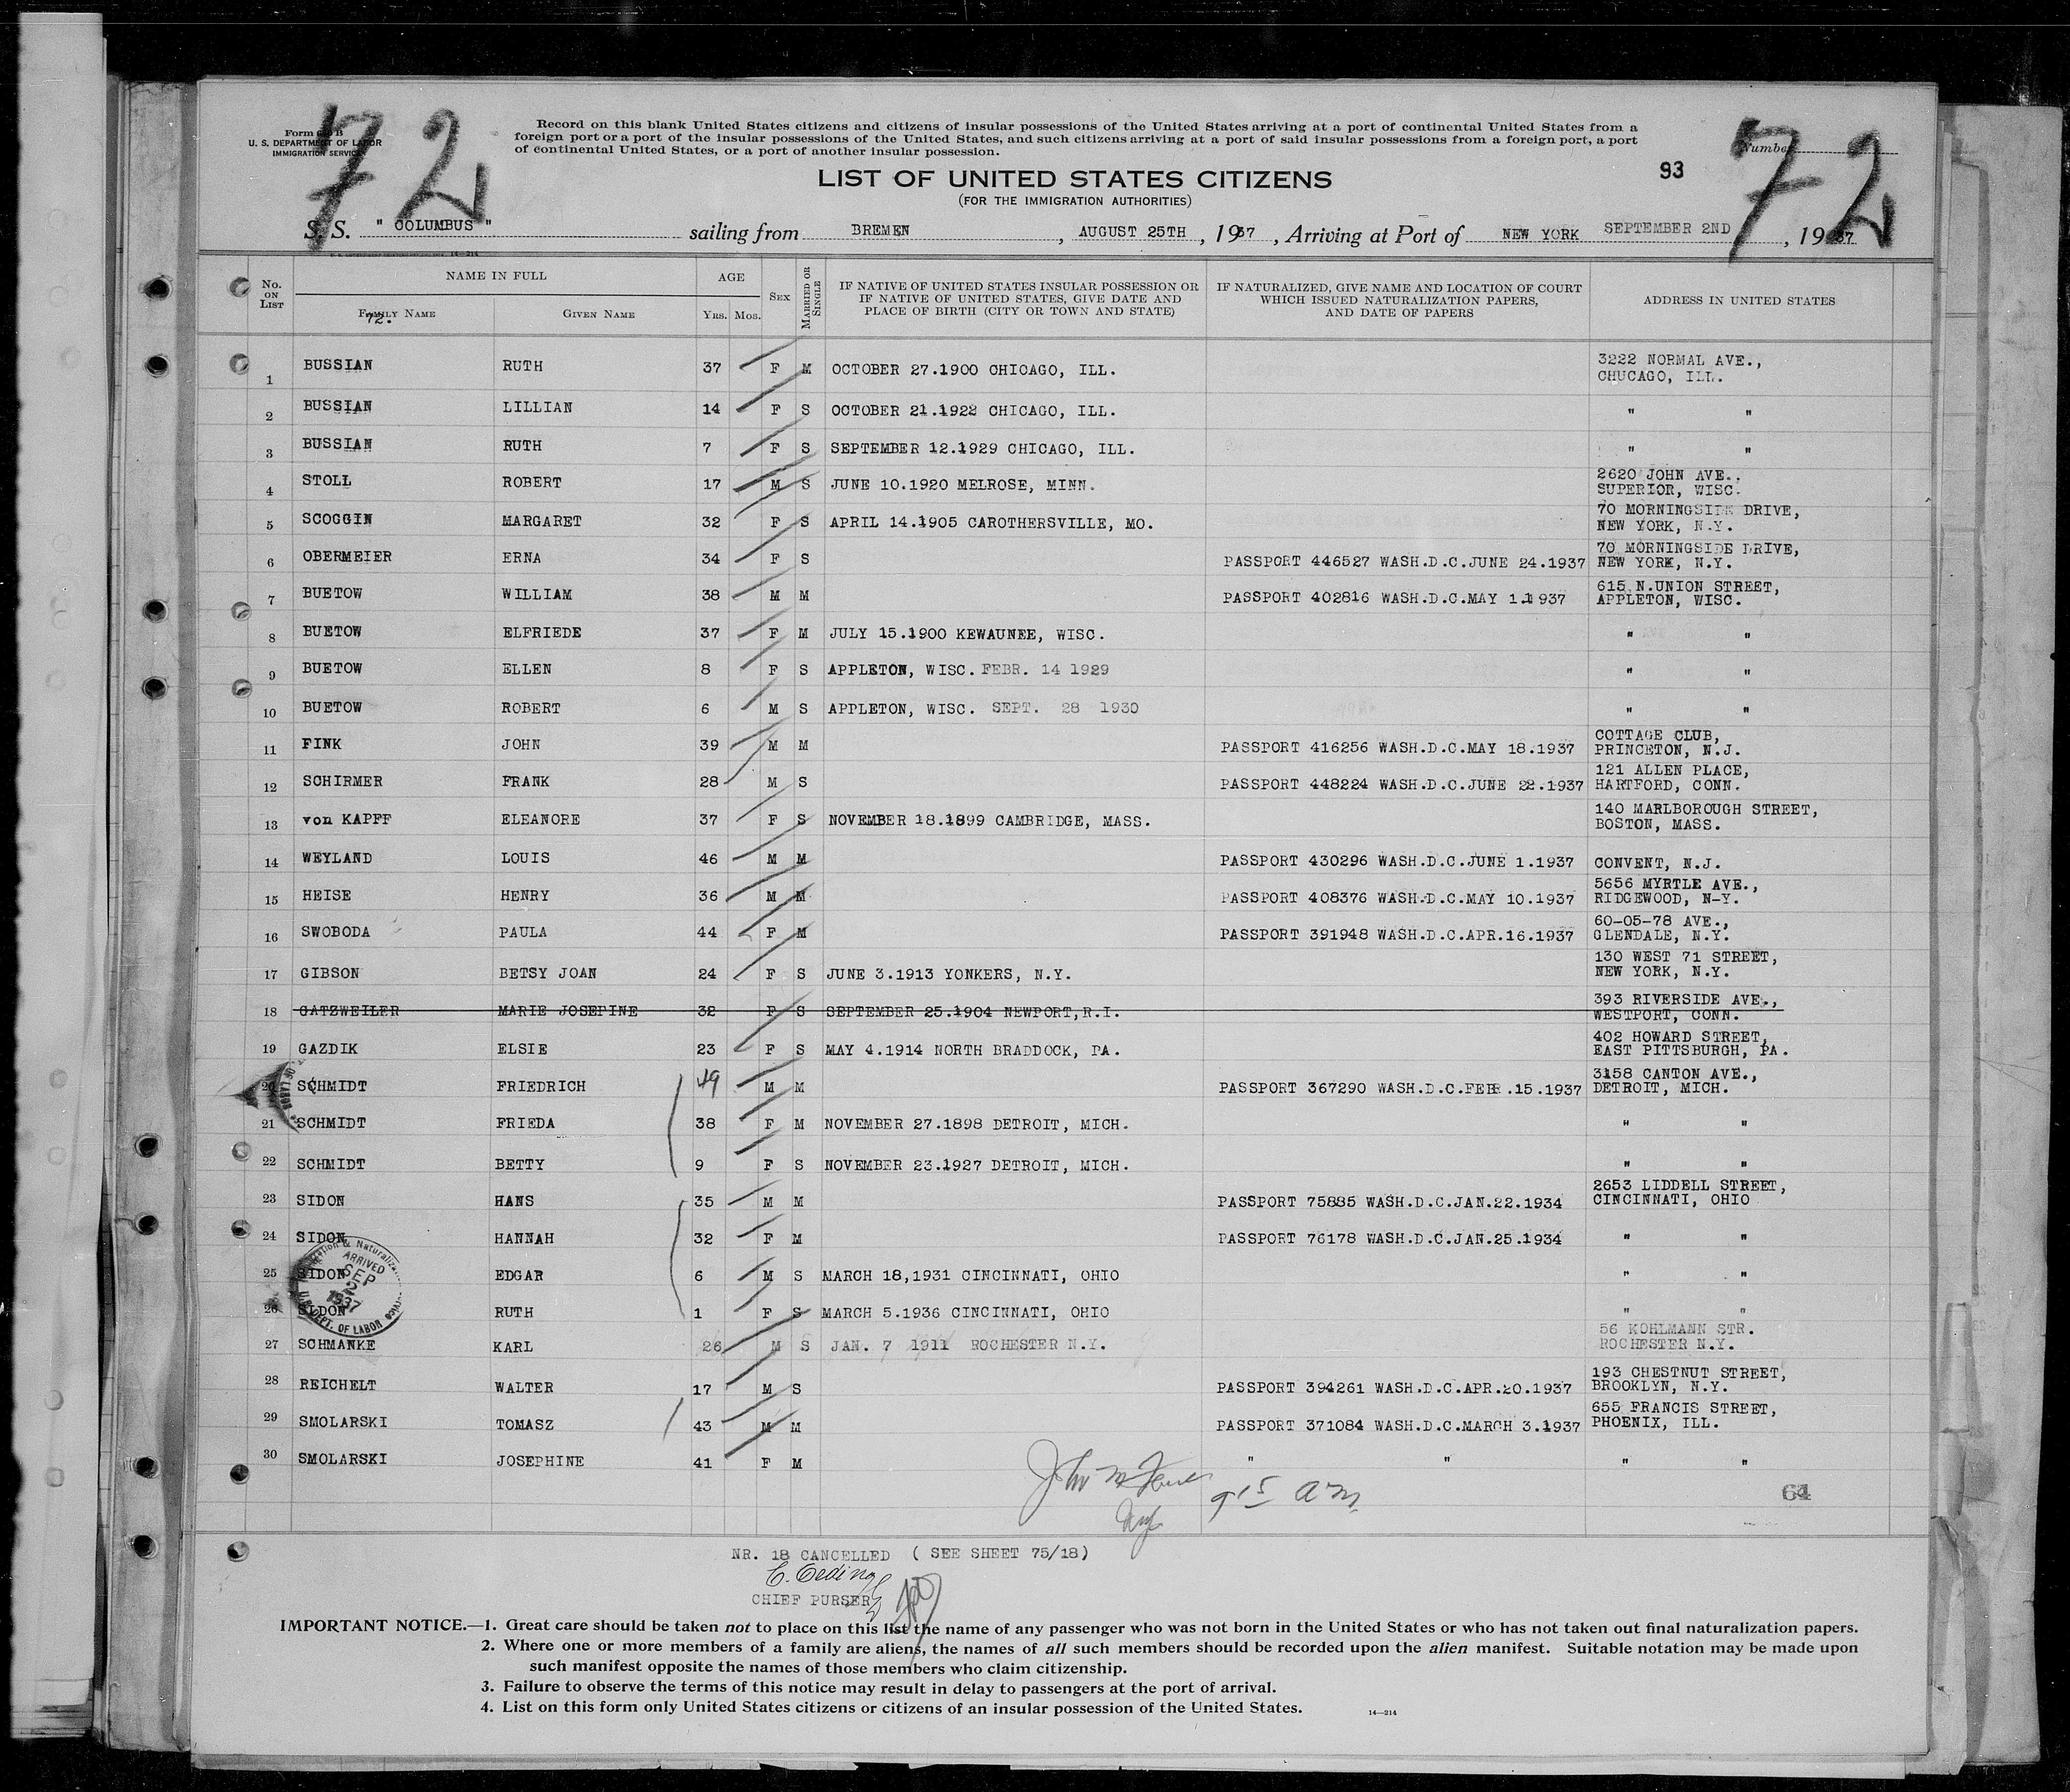 72
72
Form 630 B
U. S. DEPARTMENT OF LABOR
IMMIGRATION SERVICE
Record on this blank United States citizens and citizens of insular possessions of the United States arriving at a port of continental United States from a
foreign port or a port of the insular possessions of the United States, and such citizens arriving at a port of said insular possessions from a foreign port, a port
of continental United States, or a port of another insular possession.
Number
93
LIST OF UNITED STATES CITIZENS
(FOR THE IMMIGRATION AUTHORITIES)
S. S. " COLUMBUS " sailing from BREMEN , AUGUST 25TH , 1937 , Arriving at Port of NEW YORK SEPTEMBER 2ND , 1937
14—214
No. ON LIST NAME IN FULL AGE SEX MARRIED OR SINGLE IF NATIVE OF UNITED STATES INSULAR POSSESSION OR IF NATIVE OF UNITED STATES, GIVE DATE AND PLACE OF BIRTH (CITY OR TOWN AND STATE) IF NATURALIZED, GIVE NAME AND LOCATION OF COURT WHICH ISSUED NATURALIZATION PAPERS, AND DATE OF PAPERS ADDRESS IN UNITED STATES
FAMILY NAME GIVEN NAME YRS. MOS.
72.
1 BUSSIAN RUTH 37 F M OCTOBER 27.1900 CHICAGO, ILL. 3222 NORMAL AVE.,
CHUCAGO, ILL.
2 BUSSIAN LILLIAN 14 F S OCTOBER 21.1922 CHICAGO, ILL. " "
3 BUSSIAN RUTH 7 F S SEPTEMBER 12.1929 CHICAGO, ILL. " "
4 STOLL ROBERT 17 M S JUNE 10.1920 MELROSE, MINN. 2620 JOHN AVE.,
SUPERIOR, WISC.
5 SCOGGIN MARGARET 32 F S APRIL 14.1905 CAROTHERSVILLE, MO. 70 MORNINGSIDE DRIVE,
NEW YORK, N.Y.
6 OBERMEIER ERNA 34 F S PASSPORT 446527 WASH.D.C.JUNE 24.1937 70 MORNINGSIDE DRIVE,
NEW YORK, N.Y.
7 BUETOW WILLIAM 38 M M PASSPORT 402816 WASH.D.C.MAY 1.1937 615 N.UNION STREET,
APPLETON, WISC.
8 BUETOW ELFRIEDE 37 F M JULY 15.1900 KEWAUNEE, WISC. " "
9 BUETOW ELLEN 8 F S APPLETON, WISC. FEBR. 14 1929 " "
10 BUETOW ROBERT 6 M S APPLETON, WISC. SEPT. 28 1930 " "
11 FINK JOHN 39 M M PASSPORT 416256 WASH.D.C.MAY 18.1937 COTTAGE CLUB,
PRINCETON, N.J.
12 SCHIRMER FRANK 28 M S PASSPORT 448224 WASH.D.C.JUNE 22.1937 121 ALLEN PLACE,
HARTFORD, CONN.
13 von KAPFF ELEANORE 37 F S NOVEMBER 18.1899 CAMBRIDGE, MASS. 140 MARLBOROUGH STREET,
BOSTON, MASS.
14 WEYLAND LOUIS 46 M M PASSPORT 430296 WASH.D.C.JUNE 1.1937 CONVENT, N.J.
15 HEISE HENRY 36 M M PASSPORT 408376 WASH.D.C.MAY 10.1937 5656 MYRTLE AVE.,
RIDGEWOOD, N-Y.
16 SWOBODA PAULA 44 F M PASSPORT 391948 WASH.D.C.APR.16.1937 60-05-78 AVE.,
GLENDALE, N.Y.
17 GIBSON BETSY JOAN 24 F S JUNE 3.1913 YONKERS, N.Y. 130 WEST 71 STREET,
NEW YORK, N.Y.
18 GATZWEILER MARIE JOSEPINE 32 F S SEPTEMBER 25.1904 NEWPORT,R.I. 393 RIVERSIDE AVE.,
WESTPORT, CONN.
19 GAZDIK ELSIE 23 F S MAY 4.1914 NORTH BRADDOCK, PA. 402 HOWARD STREET,
EAST PITTSBURGH, PA.
20 SCHMIDT FRIEDRICH 49 M M PASSPORT 367290 WASH.D.C.FEBR.15.1937 3158 CANTON AVE.,
DETROIT, MICH.
21 SCHMIDT FRIEDA 38 F M NOVEMBER 27.1898 DETROIT, MICH. " "
22 SCHMIDT BETTY 9 F S NOVEMBER 23.1927 DETROIT, MICH. " "
23 SIDON HANS 35 M M PASSPORT 75885 WASH.D.C.JAN.22.1934 2653 LIDDELL STREET,
CINCINNATI, OHIO
24 SIDON HANNAH 32 F M PASSPORT 76178 WASH.D.C.JAN.25.1934 " "
25 SIDON EDGAR 6 M S MARCH 18,1931 CINCINNATI, OHIO " "
26 SIDON RUTH 1 F S MARCH 5.1936 CINCINNATI, OHIO " "
ARRIVED
SEP
2
1937
U.S. DEPT. OF LABOR
27 SCHMANKE KARL 26 M S JAN. 7 1911 ROCHESTER N.Y. 56 KOHLMANN STR.
ROCHESTER N.Y.
28 REICHELT WALTER 17 M S PASSPORT 394261 WASH.D.C.APR.20.1937 193 CHESTNUT STREET,
BROOKLYN, N.Y.
29 SMOLARSKI TOMASZ 43 M M PASSPORT 371084 WASH.D.C.MARCH 3.1937 655 FRANCIS STREET,
PHOENIX, ILL.
30 SMOLARSKI JOSEPHINE 41 F M " " " "
John
9 15 am
64
NR. 18 CANCELLED ( SEE SHEET 75/18)
CHIEF PURSER
IMPORTANT NOTICE.—1. Great care should be taken not to place on this list the name of any passenger who was not born in the United States or who has not taken out final naturalization papers.
2. Where one or more members of a family are aliens, the names of all such members should be recorded upon the alien manifest. Suitable notation may be made upon
such manifest opposite the names of those members who claim citizenship.
3. Failure to observe the terms of this notice may result in delay to passengers at the port of arrival.
4. List on this form only United States citizens or citizens of an insular possession of the United States.
14—214